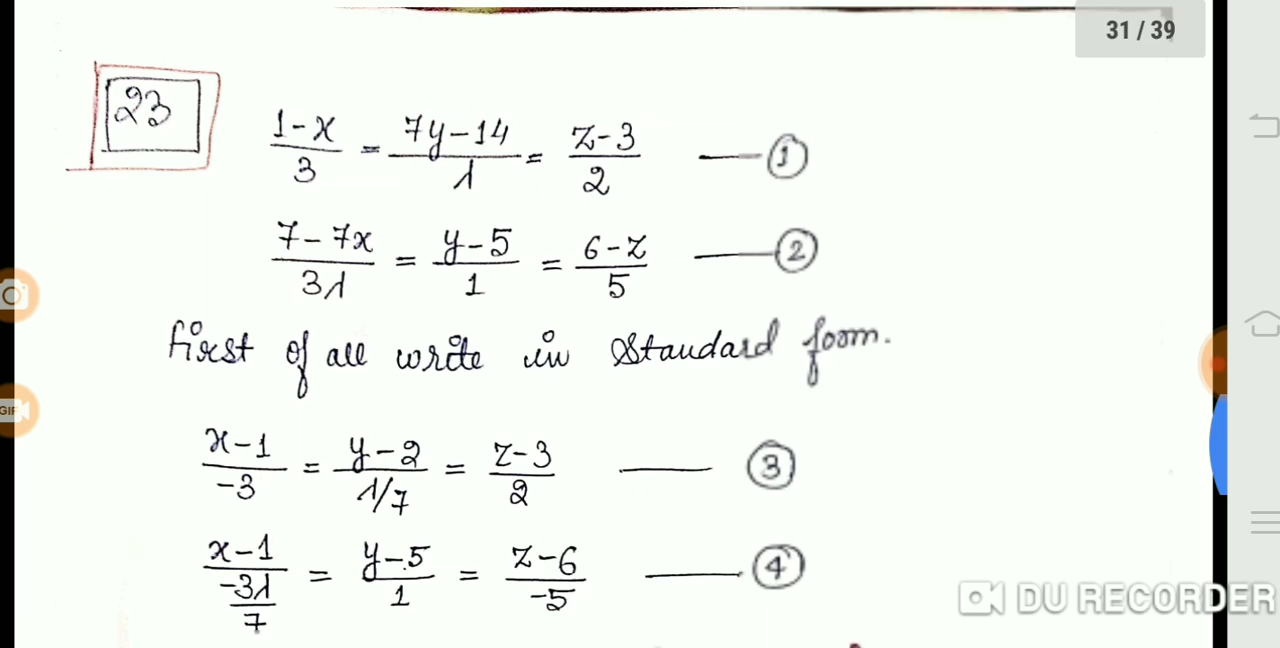 31 / 39
23
1-x/3 = 7y-14/λ = z-3/2 — ①
7-7x/3λ = y-5/1 = 6-z/5 — ②
first of all write in standard form.
x-1/-3 = y-2/λ/7 = z-3/2 — ③
x-1/-3λ/7 = y-5/1 = z-6/-5 — ④
GIF
DU RECORDER